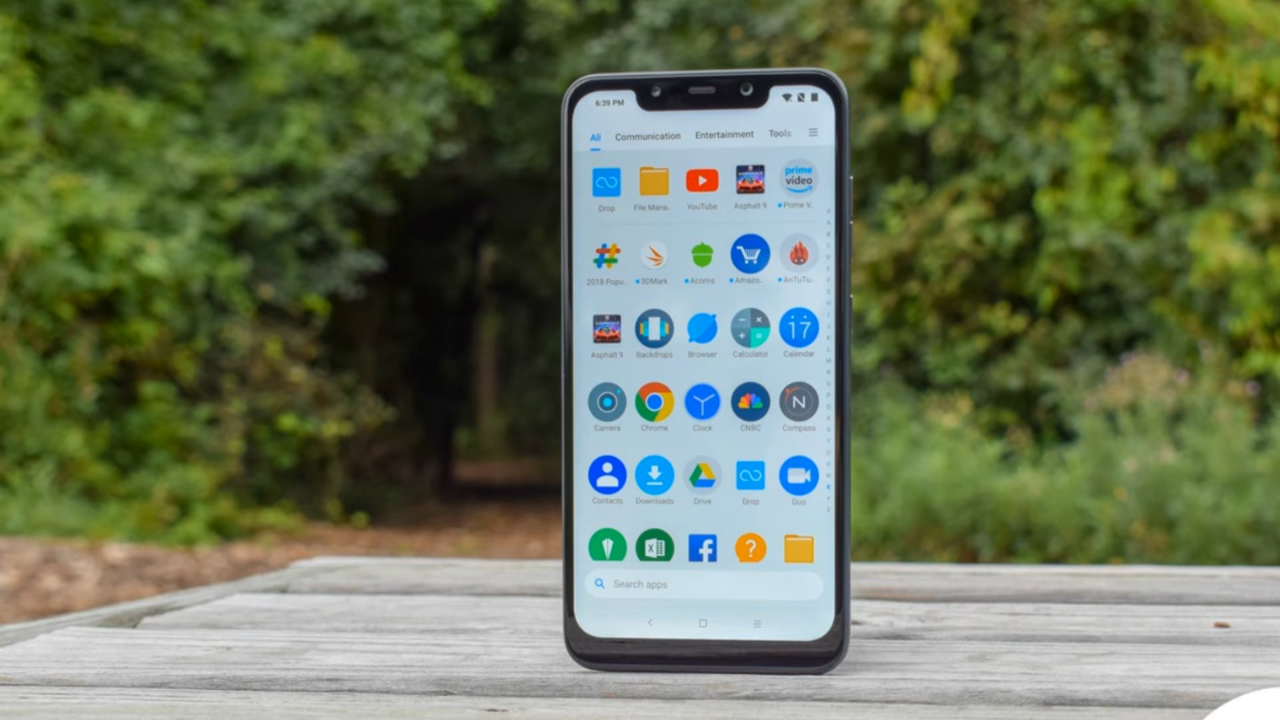 6:39 PM
All Communication Entertainment Tools
prime video
Drop File Mana.. YouTube Asphalt 9 Prime V..
2018 Popu.. 3DMark Acorns Amazo.. AnTuTu..
17
Asphalt 9 Backdrops Browser Calculator Calendar
N
Camera Chrome Clock CNBC Compass
Contacts Downloads Drive Drop Duo
Search apps